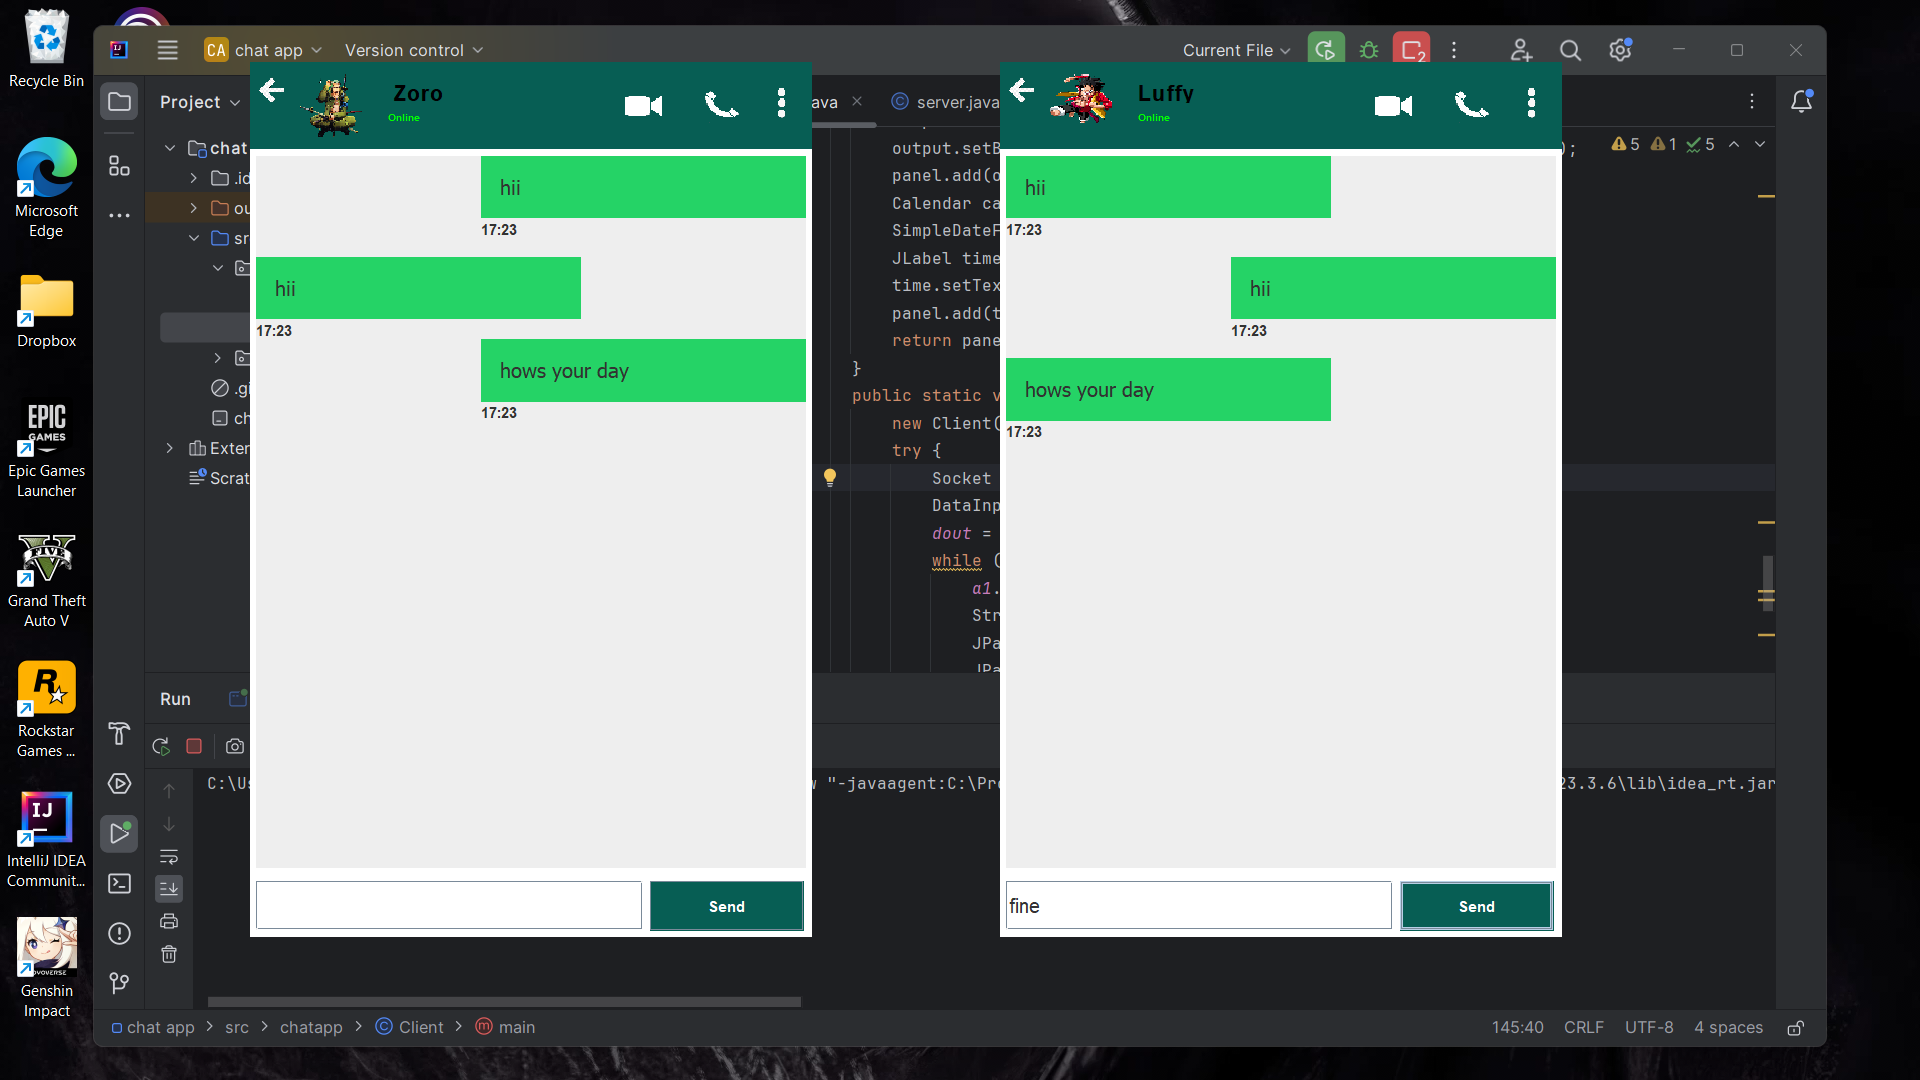 Recycle Bin
Microsoft
Edge
Dropbox
EPIC
GAMES
Epic Games
Launcher
FIVE
Grand Theft
Auto V
Rockstar
Games ...
IJ
IntelliJ IDEA
Communit...
Genshin
Impact
IJ
CA chat app
Version control
Current File
2
Project
chat
.id
ou
sr
.gi
ch
Exter
Scrat
ava
server.java
5 1 5
output.setB
);
panel.add(o
Calendar ca
SimpleDateF
JLabel time
time.setTex
panel.add(t
return pane
}
public static v
new Client(
try {
Socket
DataInp
dout =
while (
a1.
Str
JPa
JPa
Zoro
Online
hii
17:23
hii
17:23
hows your day
17:23
Send
Luffy
Online
hii
17:23
hii
17:23
hows your day
17:23
fine
Send
Run
C:\Us
w "-javaagent:C:\Pro
23.3.6\lib\idea_rt.jar
chat app > src > chatapp > Client > main
145:40 CRLF UTF-8 4 spaces